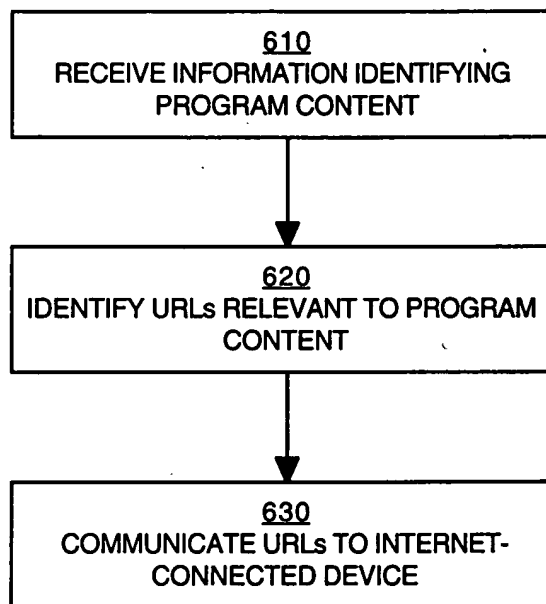 610
RECEIVE INFORMATION IDENTIFYING
PROGRAM CONTENT
620
IDENTIFY URLs RELEVANT TO PROGRAM
CONTENT
630
COMMUNICATE URLs TO INTERNET-
CONNECTED DEVICE